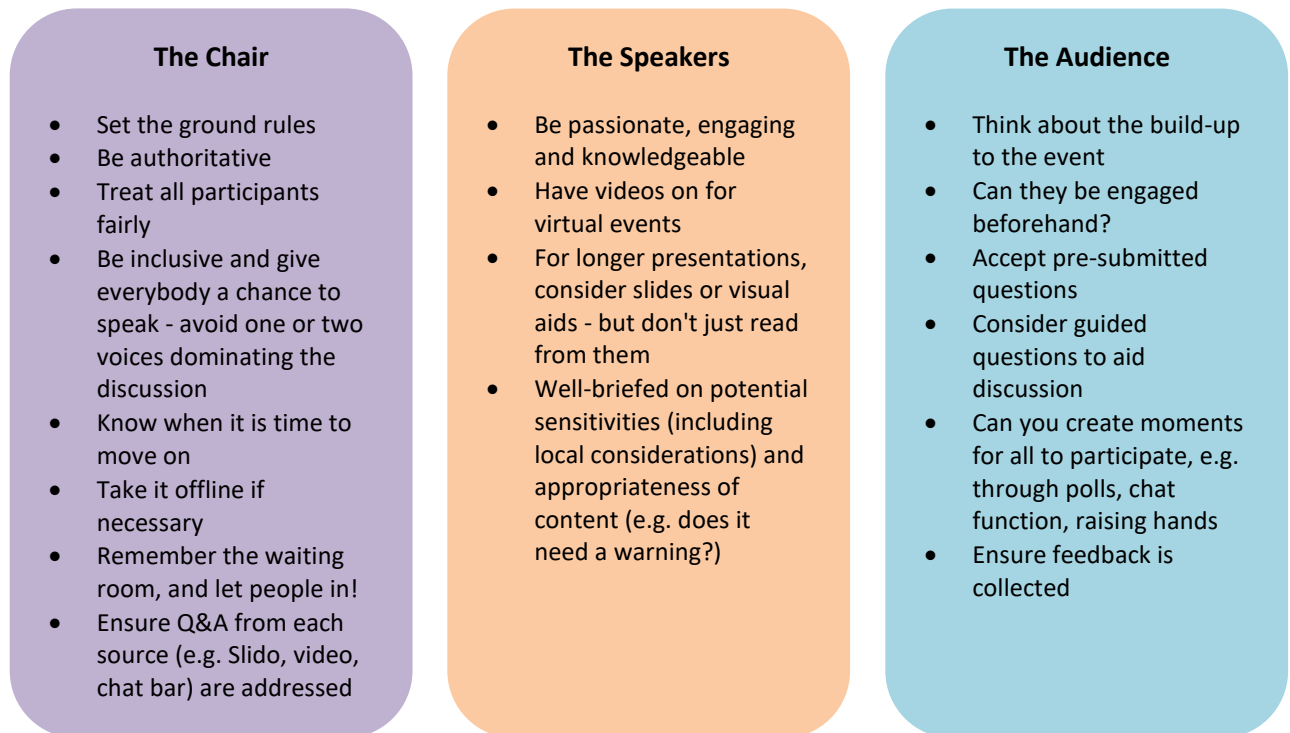 The Chair
• Set the ground rules
• Be authoritative
• Treat all participants
fairly
• Be inclusive and give
everybody a chance to
speak - avoid one or two
voices dominating the
discussion
• Know when it is time to
move on
• Take it offline if
necessary
• Remember the waiting
room, and let people in!
• Ensure Q&A from each
source (e.g. Slido, video,
chat bar) are addressed
The Speakers
• Be passionate, engaging
and knowledgeable
• Have videos on for
virtual events
• For longer presentations,
consider slides or visual
aids - but don't just read
from them
• Well-briefed on potential
sensitivities (including
local considerations) and
appropriateness of
content (e.g. does it
need a warning?)
The Audience
• Think about the build-up
to the event
• Can they be engaged
beforehand?
• Accept pre-submitted
questions
• Consider guided
questions to aid
discussion
• Can you create moments
for all to participate, e.g.
through polls, chat
function, raising hands
• Ensure feedback is
collected